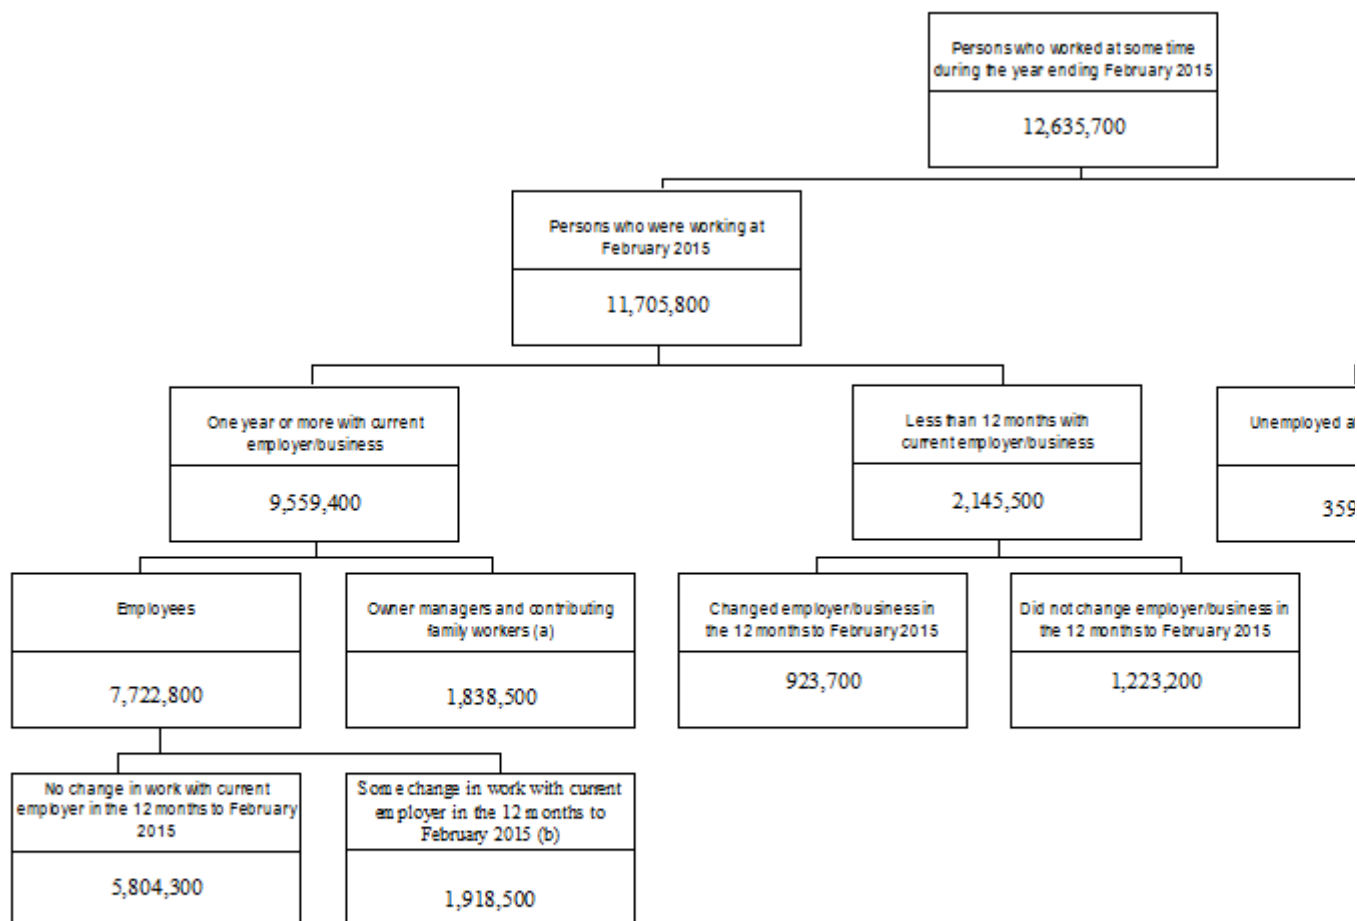 Persons who worked at some time
during the year ending February 2015
12,635,700
Persons who were working at
February 2015
11,705,800
One year or more with current
employer/business
9,559,400
Less than 12 months with
current employer/business
2,145,500
Unemployed
359
Employees
7,722,800
Owner managers and contributing
family workers (a)
1,838,500
Changed employer/business in
the 12 months to February 2015
923,700
Did not change employer/business in
the 12 months to February 2015
1,223,200
No change in work with current
employer in the 12 months to February
2015
5,804,300
Some change in work with current
employer in the 12 months to
February 2015 (b)
1,918,500